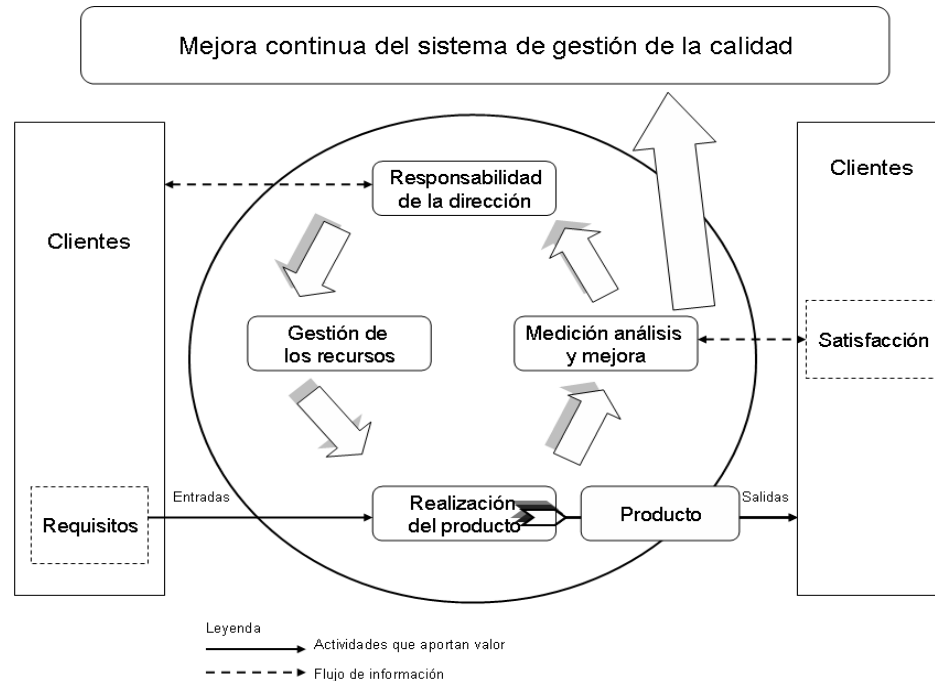 Mejora continua del sistema de gestión de la calidad
Clientes
Responsabilidad
de la dirección
Clientes
Gestión de
los recursos
Medición análisis
y mejora
Satisfacción
Requisitos
Entradas
Realización
del producto
Producto
Salidas
Leyenda
Actividades que aportan valor
Flujo de información